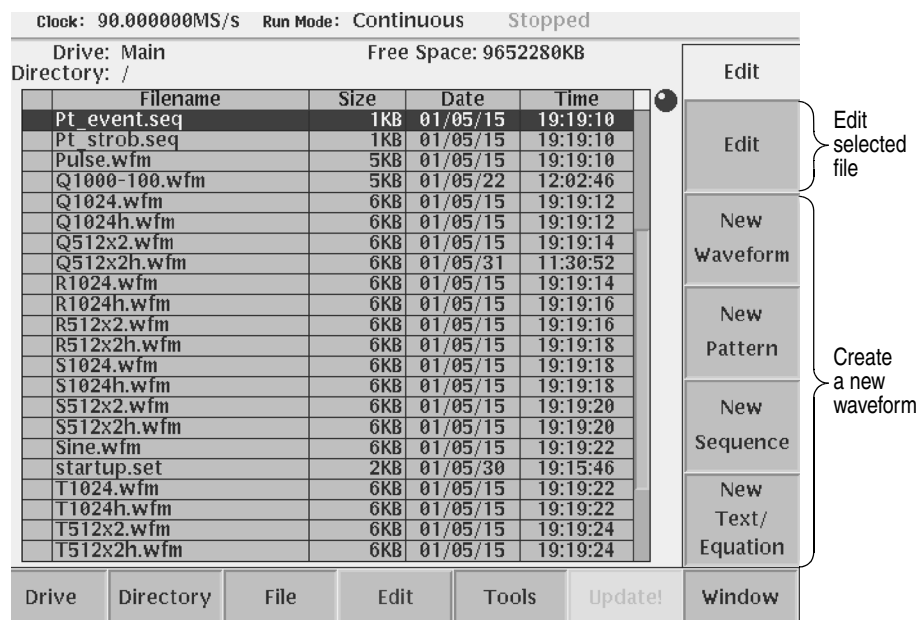 Clock: 90.000000MS/s Run Mode: Continuous Stopped
Drive: Main Free Space: 9652280KB
Directory: /
Filename Size Date Time
Pt_event.seq 1KB 01/05/15 19:19:10
Pt_strob.seq 1KB 01/05/15 19:19:10
Pulse.wfm 5KB 01/05/15 19:19:10
Q1000-100.wfm 5KB 01/05/22 12:02:46
Q1024.wfm 6KB 01/05/15 19:19:12
Q1024h.wfm 6KB 01/05/15 19:19:12
Q512x2.wfm 6KB 01/05/15 19:19:14
Q512x2h.wfm 6KB 01/05/31 11:30:52
R1024.wfm 6KB 01/05/15 19:19:14
R1024h.wfm 6KB 01/05/15 19:19:16
R512x2.wfm 6KB 01/05/15 19:19:16
R512x2h.wfm 6KB 01/05/15 19:19:18
S1024.wfm 6KB 01/05/15 19:19:18
S1024h.wfm 6KB 01/05/15 19:19:18
S512x2.wfm 6KB 01/05/15 19:19:20
S512x2h.wfm 6KB 01/05/15 19:19:20
Sine.wfm 6KB 01/05/15 19:19:22
startup.set 2KB 01/05/30 19:15:46
T1024.wfm 6KB 01/05/15 19:19:22
T1024h.wfm 6KB 01/05/15 19:19:22
T512x2.wfm 6KB 01/05/15 19:19:24
T512x2h.wfm 6KB 01/05/15 19:19:24
Edit
Edit
New
Waveform
New
Pattern
New
Sequence
New
Text/
Equation
Edit
selected
file
Create
a new
waveform
Drive Directory File Edit Tools Update! Window